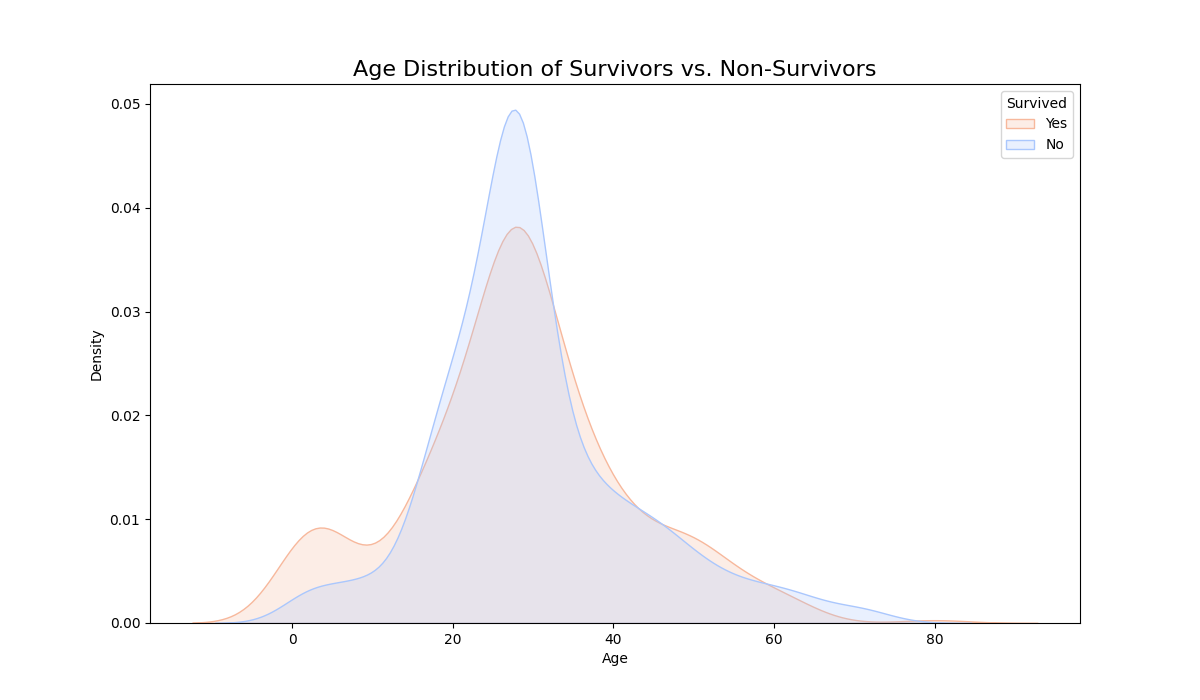 Age Distribution of Survivors vs. Non-Survivors
Survived
Yes
No
0.05
0.04
0.03
0.02
0.01
0.00
Density
0
20
40
60
80
Age